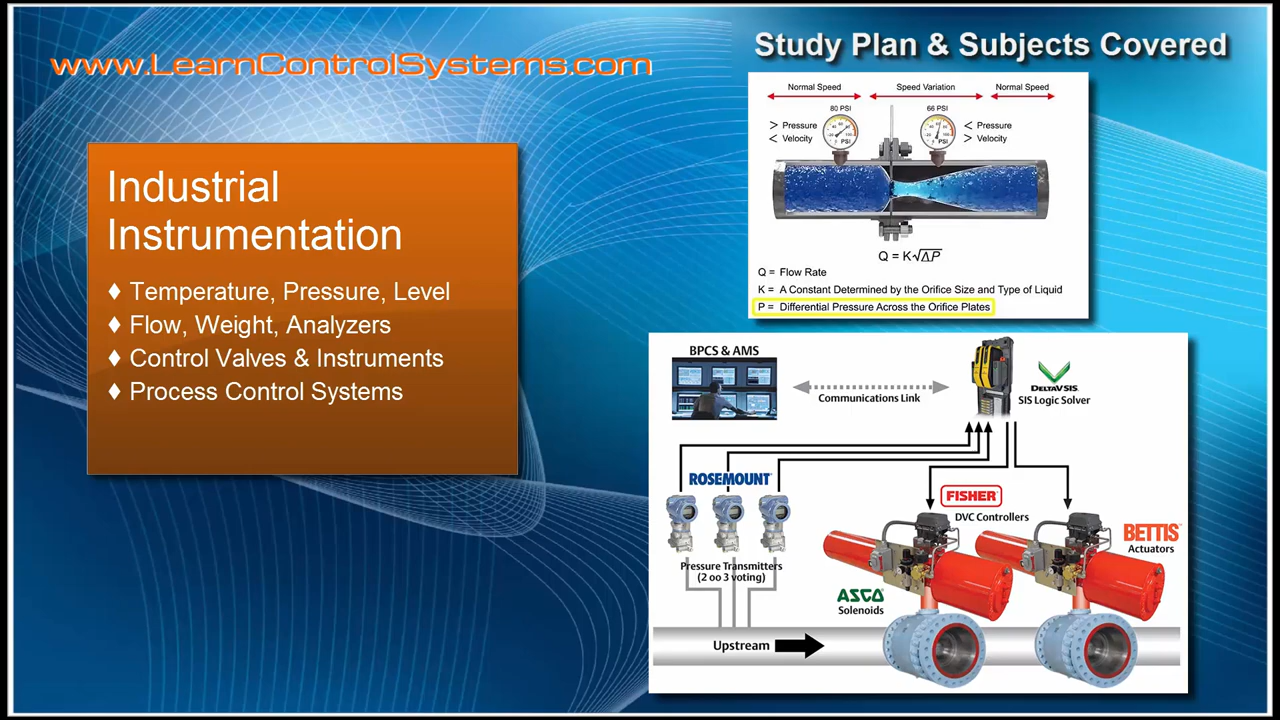 www.LearnControlSystems.com
Study Plan & Subjects Covered
Industrial
Instrumentation
♦ Temperature, Pressure, Level
♦ Flow, Weight, Analyzers
♦ Control Valves & Instruments
♦ Process Control Systems
Normal Speed
Speed Variation
Normal Speed
80 PSI
66 PSI
> Pressure
< Velocity
< Pressure
> Velocity
PSI
PSI
Q = K√ΔP
Q = Flow Rate
K = A Constant Determined by the Orifice Size and Type of Liquid
P = Differential Pressure Across the Orifice Plates
BPCS & AMS
Communications Link
DELTAV SIS
SIS Logic Solver
ROSEMOUNT
FISHER
DVC Controllers
BETTIS
Actuators
Pressure Transmitters
(2 oo 3 voting)
ASCO
Solenoids
Upstream